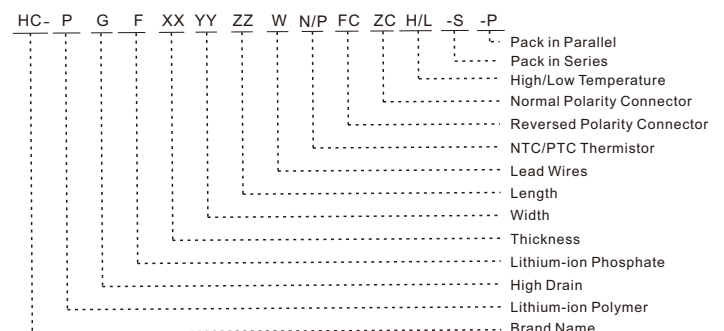 HC- P G F XX YY ZZ W N/P FC ZC H/L -S -P
Pack in Parallel
Pack in Series
High/Low Temperature
Normal Polarity Connector
Reversed Polarity Connector
NTC/PTC Thermistor
Lead Wires
Length
Width
Thickness
Lithium-ion Phosphate
High Drain
Lithium-ion Polymer
Brand Name